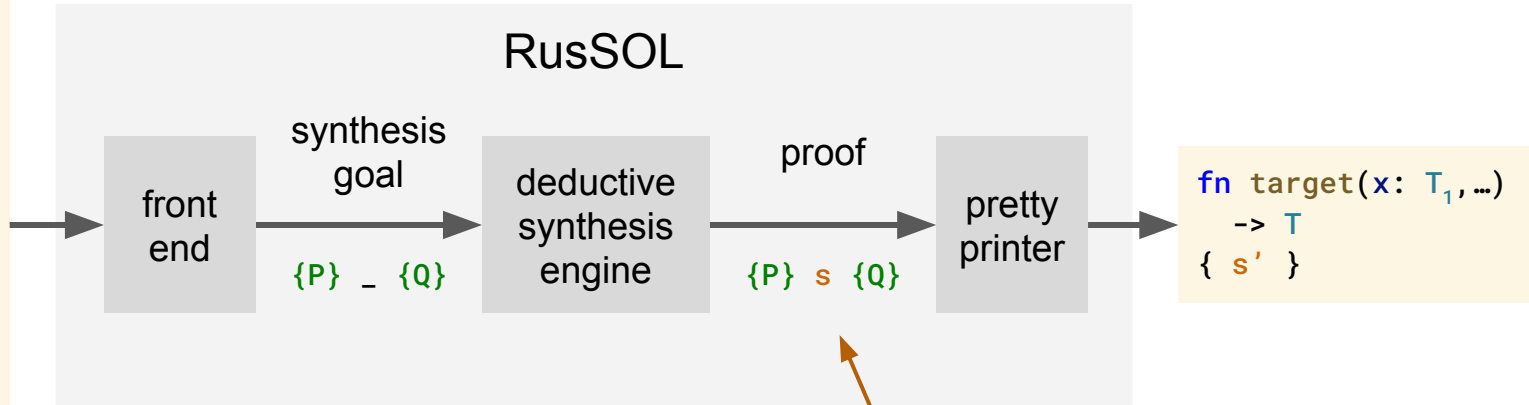 RusSOL
front
end
synthesis
goal
{P} _ {Q}
deductive
synthesis
engine
proof
{P} s {Q}
pretty
printer
fn target(x: T₁,…)
-> T
{ s’ }